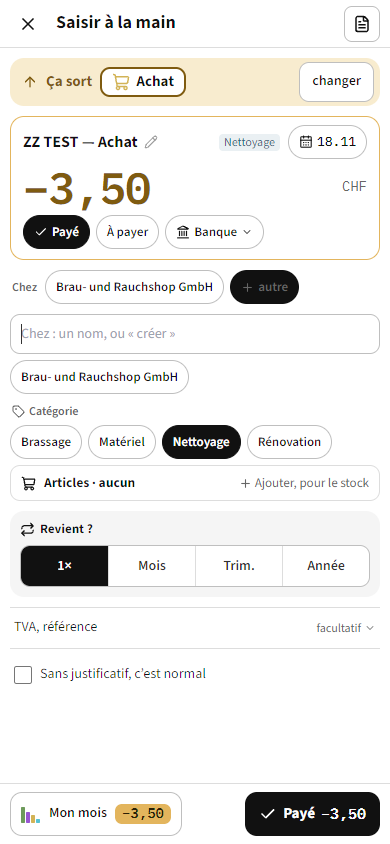 Saisir à la main
Ça sort Achat changer
ZZ TEST — Achat Nettoyage 18.11
−3,50 CHF
Payé À payer Banque
Chez Brau- und Rauchshop GmbH + autre
Chez : un nom, ou « créer »
Brau- und Rauchshop GmbH
Catégorie
Brassage Matériel Nettoyage Rénovation
Articles · aucun + Ajouter, pour le stock
Revient ?
1× Mois Trim. Année
TVA, référence facultatif
Sans justificatif, c'est normal
Mon mois −3,50 Payé −3,50